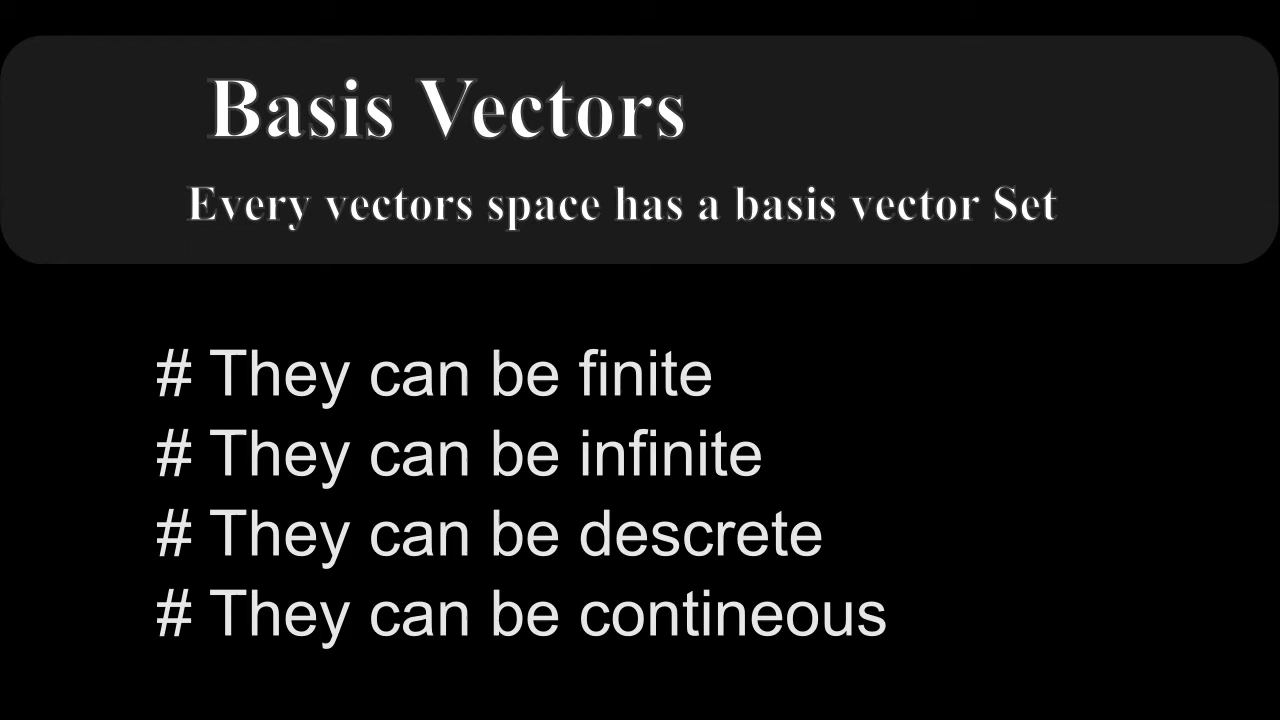 Basis Vectors
Every vectors space has a basis vector Set
# They can be finite
# They can be infinite
# They can be descrete
# They can be contineous